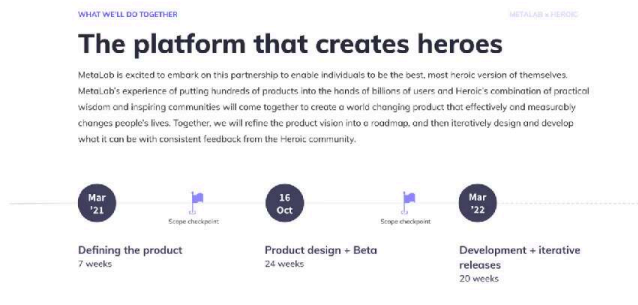 WHAT WE'LL DO TOGETHER
METALAB x HEROIC
The platform that creates heroes
MetaLab is excited to embark on this partnership to enable individuals to be the best, most heroic version of themselves.
MetaLab's experience of putting hundreds of products into the hands of billions of users and Heroic's combination of practical
wisdom and inspiring communities will come together to create a world changing product that effectively and measurably
changes people's lives. Together, we will refine the product vision into a roadmap, and then iteratively design and develop
what it can be with consistent feedback from the Heroic community.
Mar
'21
Scope checkpoint
16
Oct
Scope checkpoint
Mar
'22
Defining the product
7 weeks
Product design + Beta
24 weeks
Development + iterative
releases
20 weeks